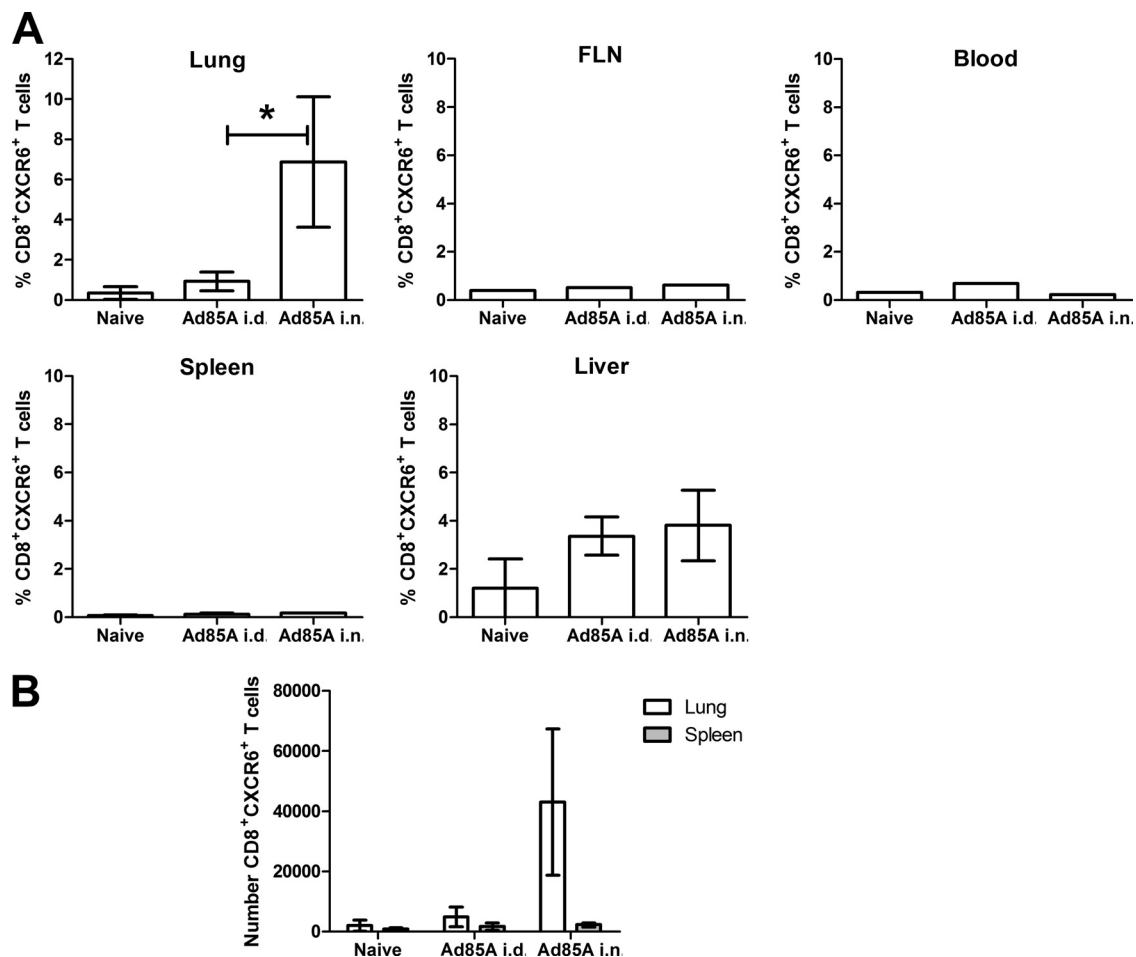 A
Lung
% CD8⁺CXCR6⁺ T cells
12
10
8
6
4
2
0
*
Naive
Ad85A i.d.
Ad85A i.n.
FLN
% CD8⁺CXCR6⁺ T cells
10
8
6
4
2
0
Naive
Ad85A i.d.
Ad85A i.n.
Blood
% CD8⁺CXCR6⁺ T cells
10
8
6
4
2
0
Naive
Ad85A i.d.
Ad85A i.n.
Spleen
% CD8⁺CXCR6⁺ T cells
10
8
6
4
2
0
Naive
Ad85A i.d.
Ad85A i.n.
Liver
% CD8⁺CXCR6⁺ T cells
10
8
6
4
2
0
Naive
Ad85A i.d.
Ad85A i.n.
B
Number CD8⁺CXCR6⁺ T cells
80000
60000
40000
20000
0
Naive
Ad85A i.d.
Ad85A i.n.
Lung
Spleen